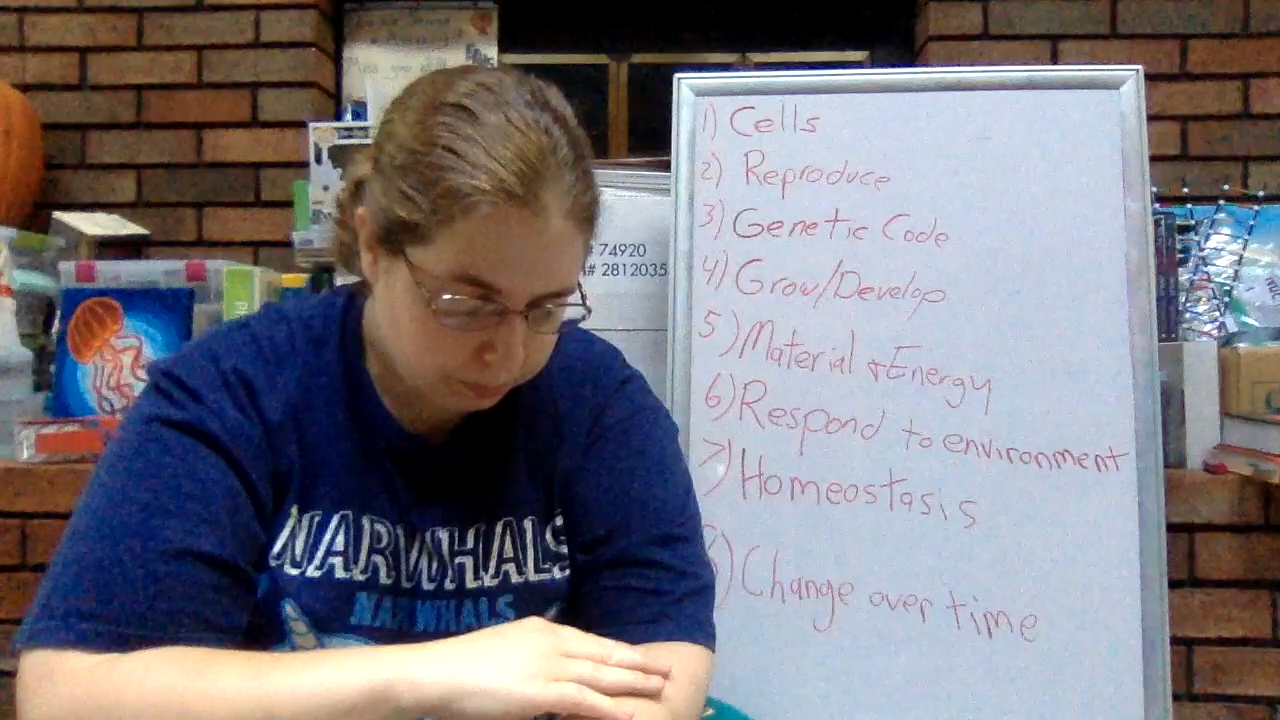 # 74920
# 2812035
1) Cells
2) Reproduce
3) Genetic Code
4) Grow/Develop
5) Material & Energy
6) Respond to environment
7) Homeostasis
) Change over time
NARWHALS
NARWHALS